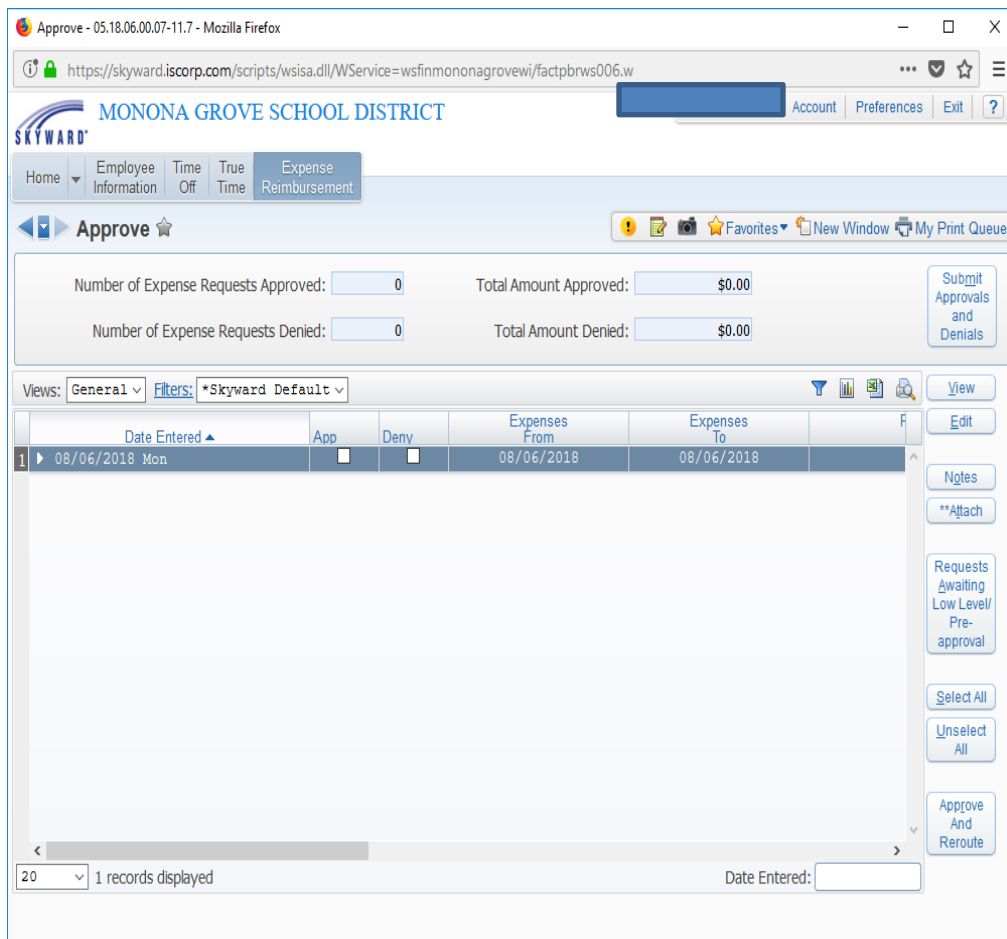 Approve - 05.18.06.00.07-11.7 - Mozilla Firefox
https://skyward.iscorp.com/scripts/wsisa.dll/WService=wsfinmononagrovewi/factpbrws006.w
SKYWARD
MONONA GROVE SCHOOL DISTRICT
Account Preferences Exit ?
Home Employee Information Time Off True Time Expense Reimbursement
Approve
Favorites New Window My Print Queue
Number of Expense Requests Approved: 0 Total Amount Approved: $0.00
Number of Expense Requests Denied: 0 Total Amount Denied: $0.00
Submit
Approvals
and
Denials
Views: General Filters: *Skyward Default
Date Entered App Deny Expenses From Expenses To
1 08/06/2018 Mon 08/06/2018 08/06/2018
View
Edit
Notes
**Attach
Requests
Awaiting
Low Level/
Pre-
approval
Select All
Unselect
All
Approve
And
Reroute
20 1 records displayed Date Entered: